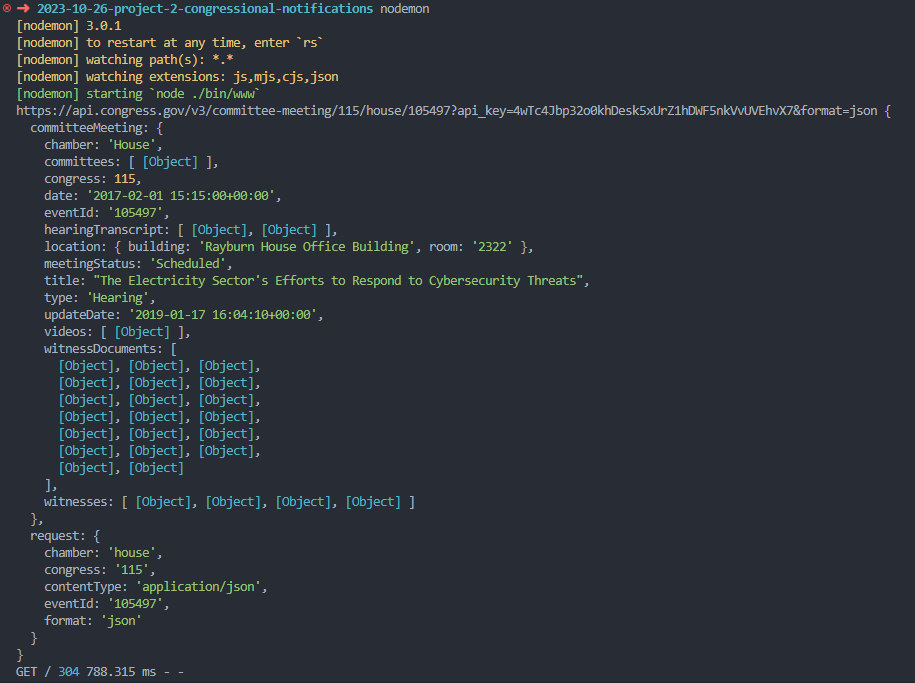 ⊗ → 2023-10-26-project-2-congressional-notifications nodemon
[nodemon] 3.0.1
[nodemon] to restart at any time, enter `rs`
[nodemon] watching path(s): *.*
[nodemon] watching extensions: js,mjs,cjs,json
[nodemon] starting `node ./bin/www`
https://api.congress.gov/v3/committee-meeting/115/house/105497?api_key=4wTc4Jbp32o0khDesk5xUrZ1hDWF5nkVvUVEhvX7&format=json {
  committeeMeeting: {
    chamber: 'House',
    committees: [ [Object] ],
    congress: 115,
    date: '2017-02-01 15:15:00+00:00',
    eventId: '105497',
    hearingTranscript: [ [Object], [Object] ],
    location: { building: 'Rayburn House Office Building', room: '2322' },
    meetingStatus: 'Scheduled',
    title: "The Electricity Sector's Efforts to Respond to Cybersecurity Threats",
    type: 'Hearing',
    updateDate: '2019-01-17 16:04:10+00:00',
    videos: [ [Object] ],
    witnessDocuments: [
      [Object], [Object], [Object],
      [Object], [Object], [Object],
      [Object], [Object], [Object],
      [Object], [Object], [Object],
      [Object], [Object], [Object],
      [Object], [Object], [Object],
      [Object], [Object]
    ],
    witnesses: [ [Object], [Object], [Object], [Object] ]
  },
  request: {
    chamber: 'house',
    congress: '115',
    contentType: 'application/json',
    eventId: '105497',
    format: 'json'
  }
}
GET / 304 788.315 ms - -